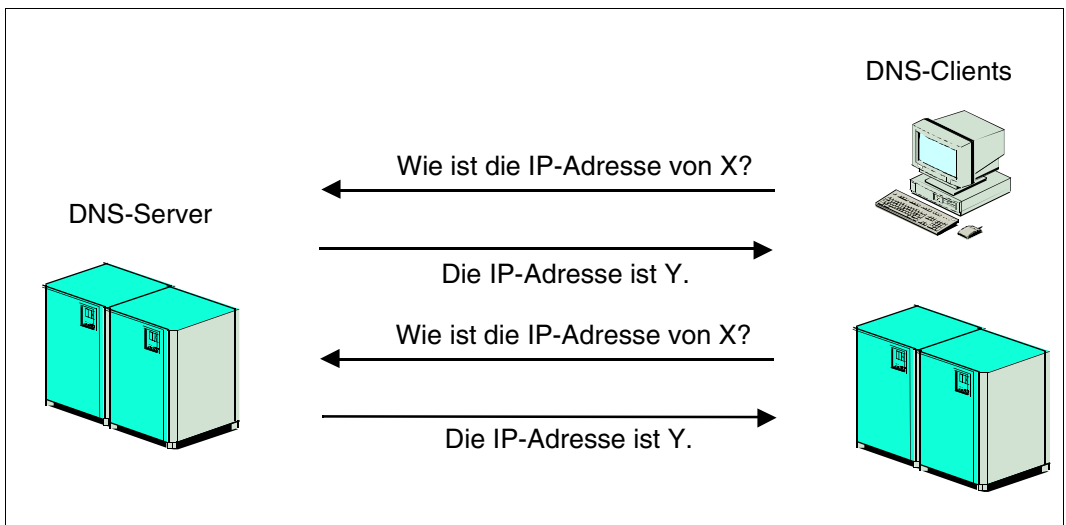 DNS-Clients
Wie ist die IP-Adresse von X?
DNS-Server
Die IP-Adresse ist Y.
Wie ist die IP-Adresse von X?
Die IP-Adresse ist Y.